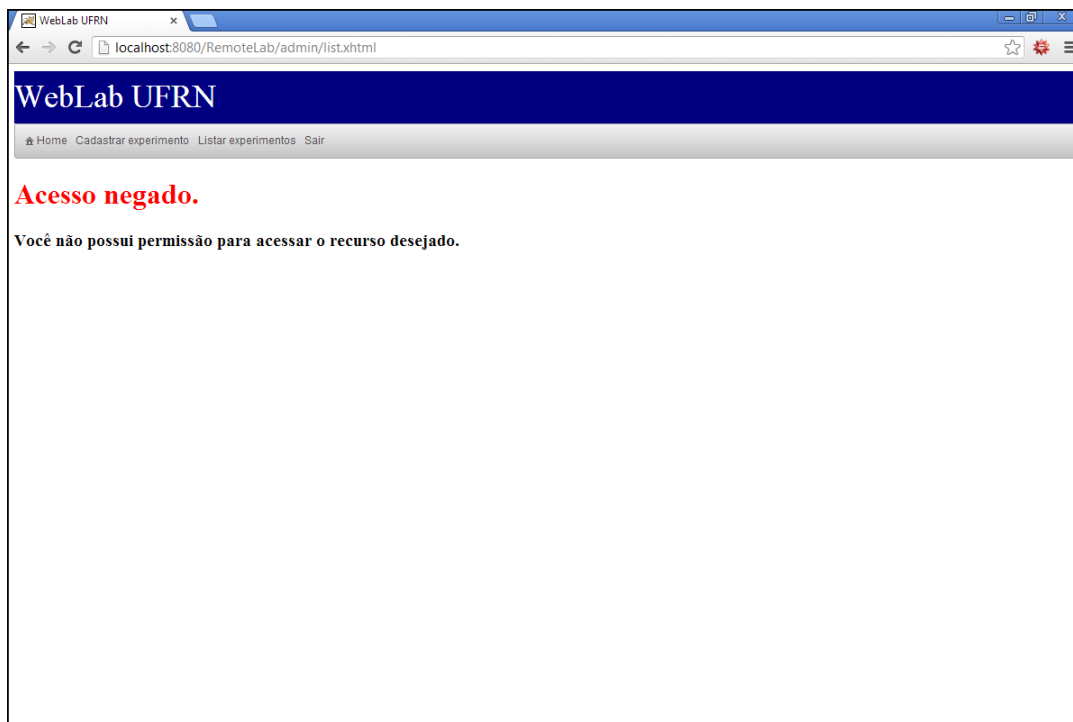 WebLab UFRN
localhost:8080/RemoteLab/admin/list.xhtml
WebLab UFRN
Home Cadastrar experimento Listar experimentos Sair
Acesso negado.
Você não possui permissão para acessar o recurso desejado.